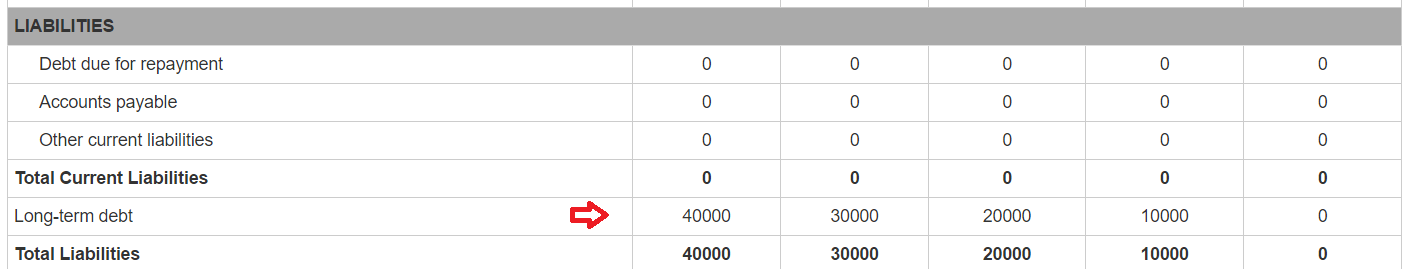 LIABILITIES
Debt due for repayment 0 0 0 0 0
Accounts payable 0 0 0 0 0
Other current liabilities 0 0 0 0 0
Total Current Liabilities 0 0 0 0 0
Long-term debt 40000 30000 20000 10000 0
Total Liabilities 40000 30000 20000 10000 0